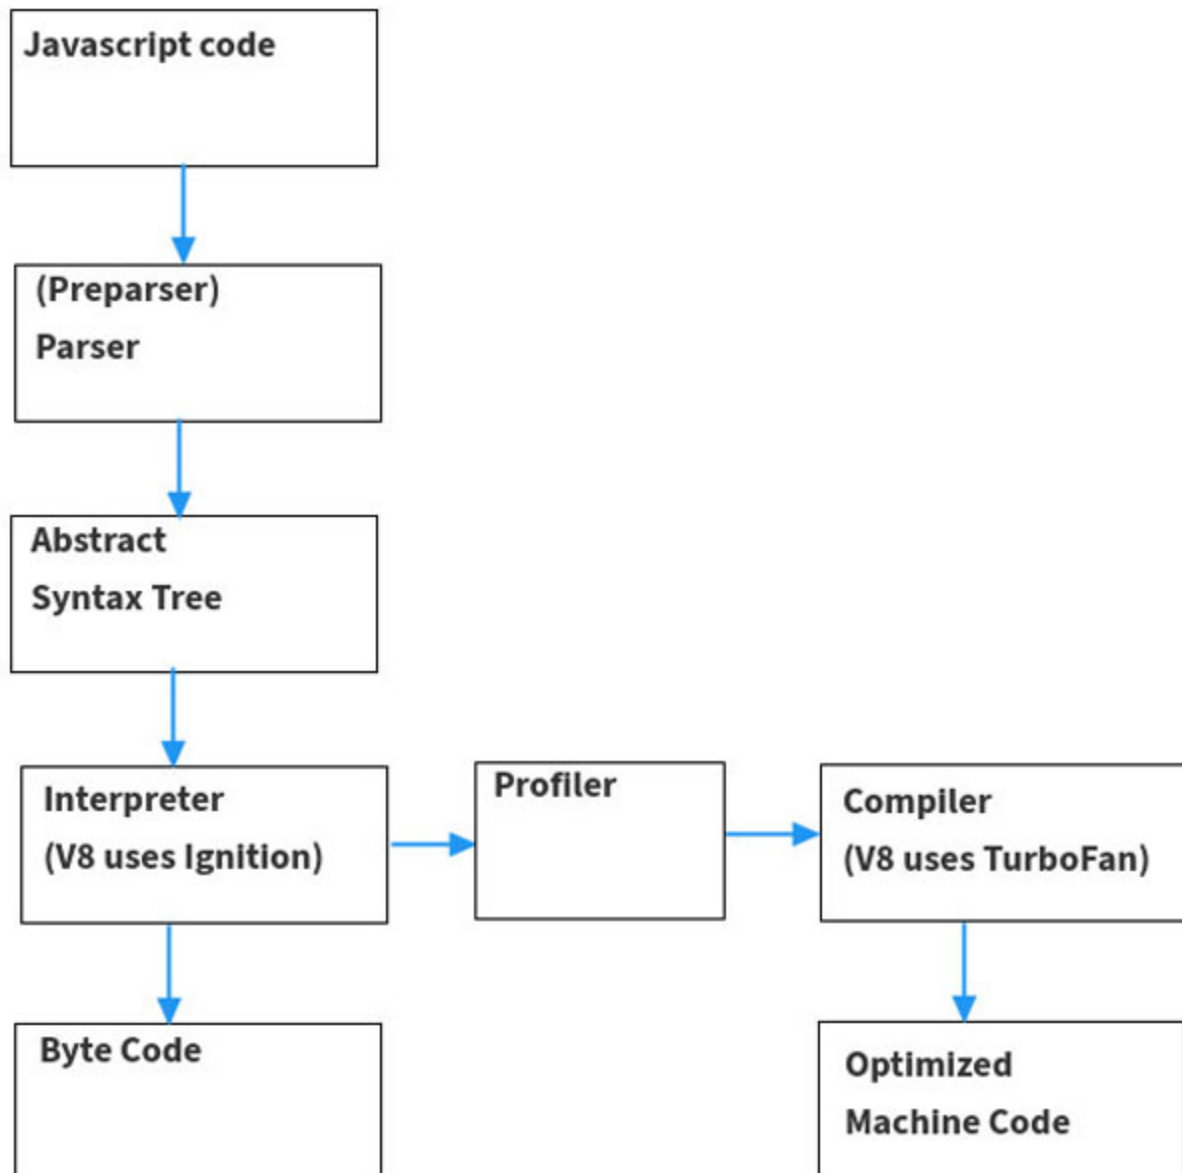 Javascript code
(Preparser)
Parser
Abstract
Syntax Tree
Interpreter
(V8 uses Ignition)
Profiler
Compiler
(V8 uses TurboFan)
Byte Code
Optimized
Machine Code